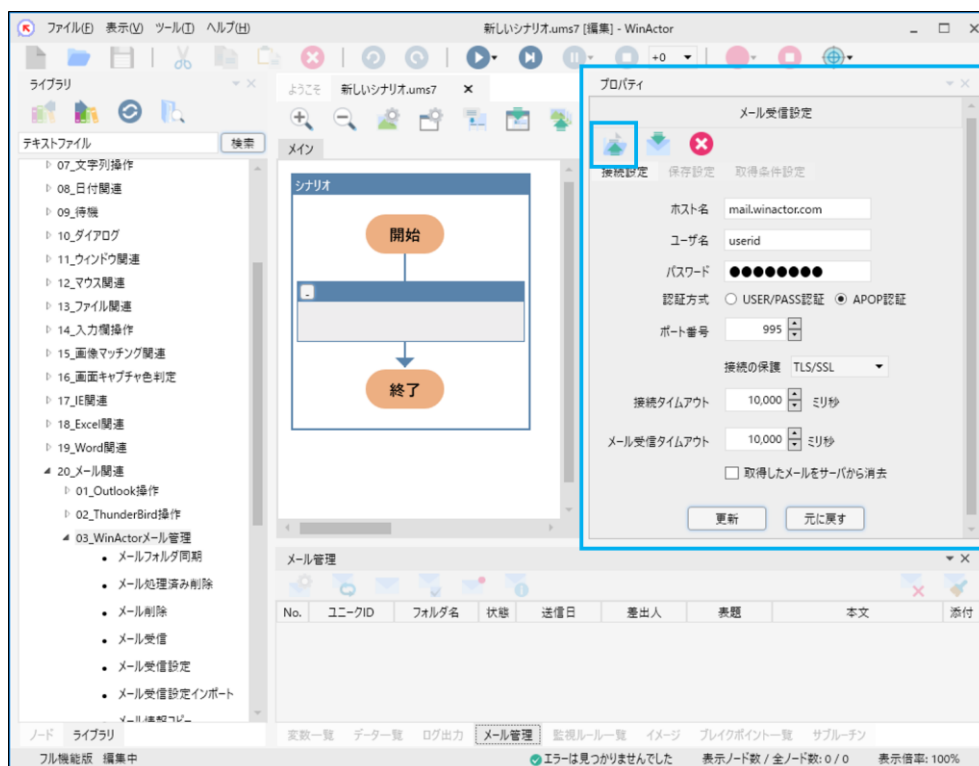 ファイル(F) 表示(V) ツール(T) ヘルプ(H)
新しいシナリオ.ums7 [編集] - WinActor
+0
ライブラリ
テキストファイル
検索
07_文字列操作
08_日付関連
09_待機
10_ダイアログ
11_ウィンドウ関連
12_マウス関連
13_ファイル関連
14_入力欄操作
15_画像マッチング関連
16_画面キャプチャ色判定
17_IE関連
18_Excel関連
19_Word関連
20_メール関連
01_Outlook操作
02_ThunderBird操作
03_WinActorメール管理
メールフォルダ同期
メール処理済み削除
メール削除
メール受信
メール受信設定
メール受信設定インポート
メール情報コピー
ノード ライブラリ
ようこそ 新しいシナリオ.ums7
メイン
シナリオ
開始
終了
プロパティ
メール受信設定
接続設定 保存設定 取得条件設定
ホスト名 mail.winactor.com
ユーザ名 userid
パスワード ●●●●●●●●
認証方式 USER/PASS認証 APOP認証
ポート番号 995
接続の保護 TLS/SSL
接続タイムアウト 10,000 ミリ秒
メール受信タイムアウト 10,000 ミリ秒
取得したメールをサーバから消去
更新 元に戻す
メール管理
No. ユニークID フォルダ名 状態 送信日 差出人 表題 本文 添付
変数一覧 データ一覧 ログ出力 メール管理 監視ルール一覧 イメージ ブレイクポイント一覧 サブルーチン
フル機能版 編集中
エラーは見つかりませんでした 表示ノード数 / 全ノード数: 0 / 0 表示倍率: 100%